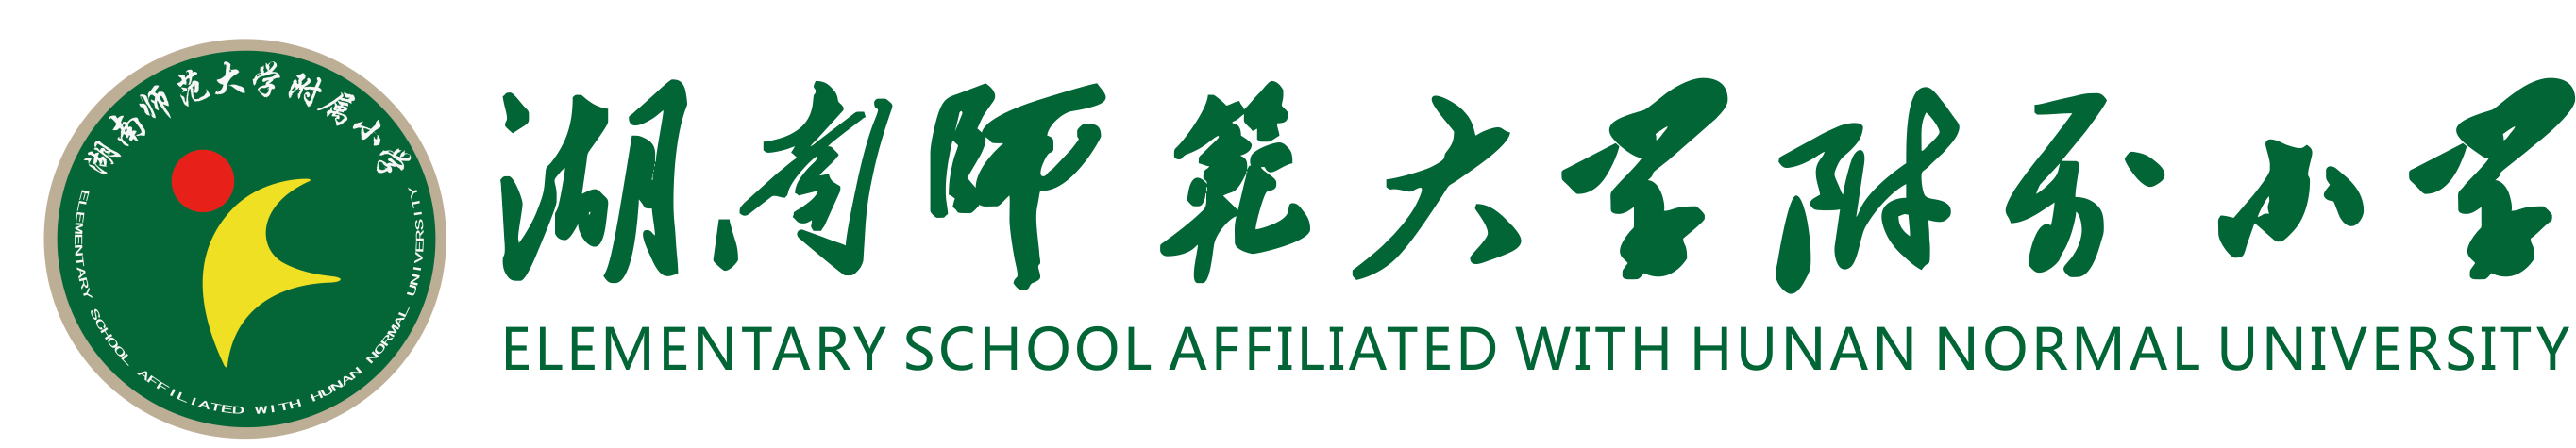 湖南师范大学附属小学
ELEMENTARY SCHOOL AFFILIATED WITH HUNAN NORMAL UNIVERSITY
湖南师範大学附属小学
ELEMENTARY SCHOOL AFFILIATED WITH HUNAN NORMAL UNIVERSITY